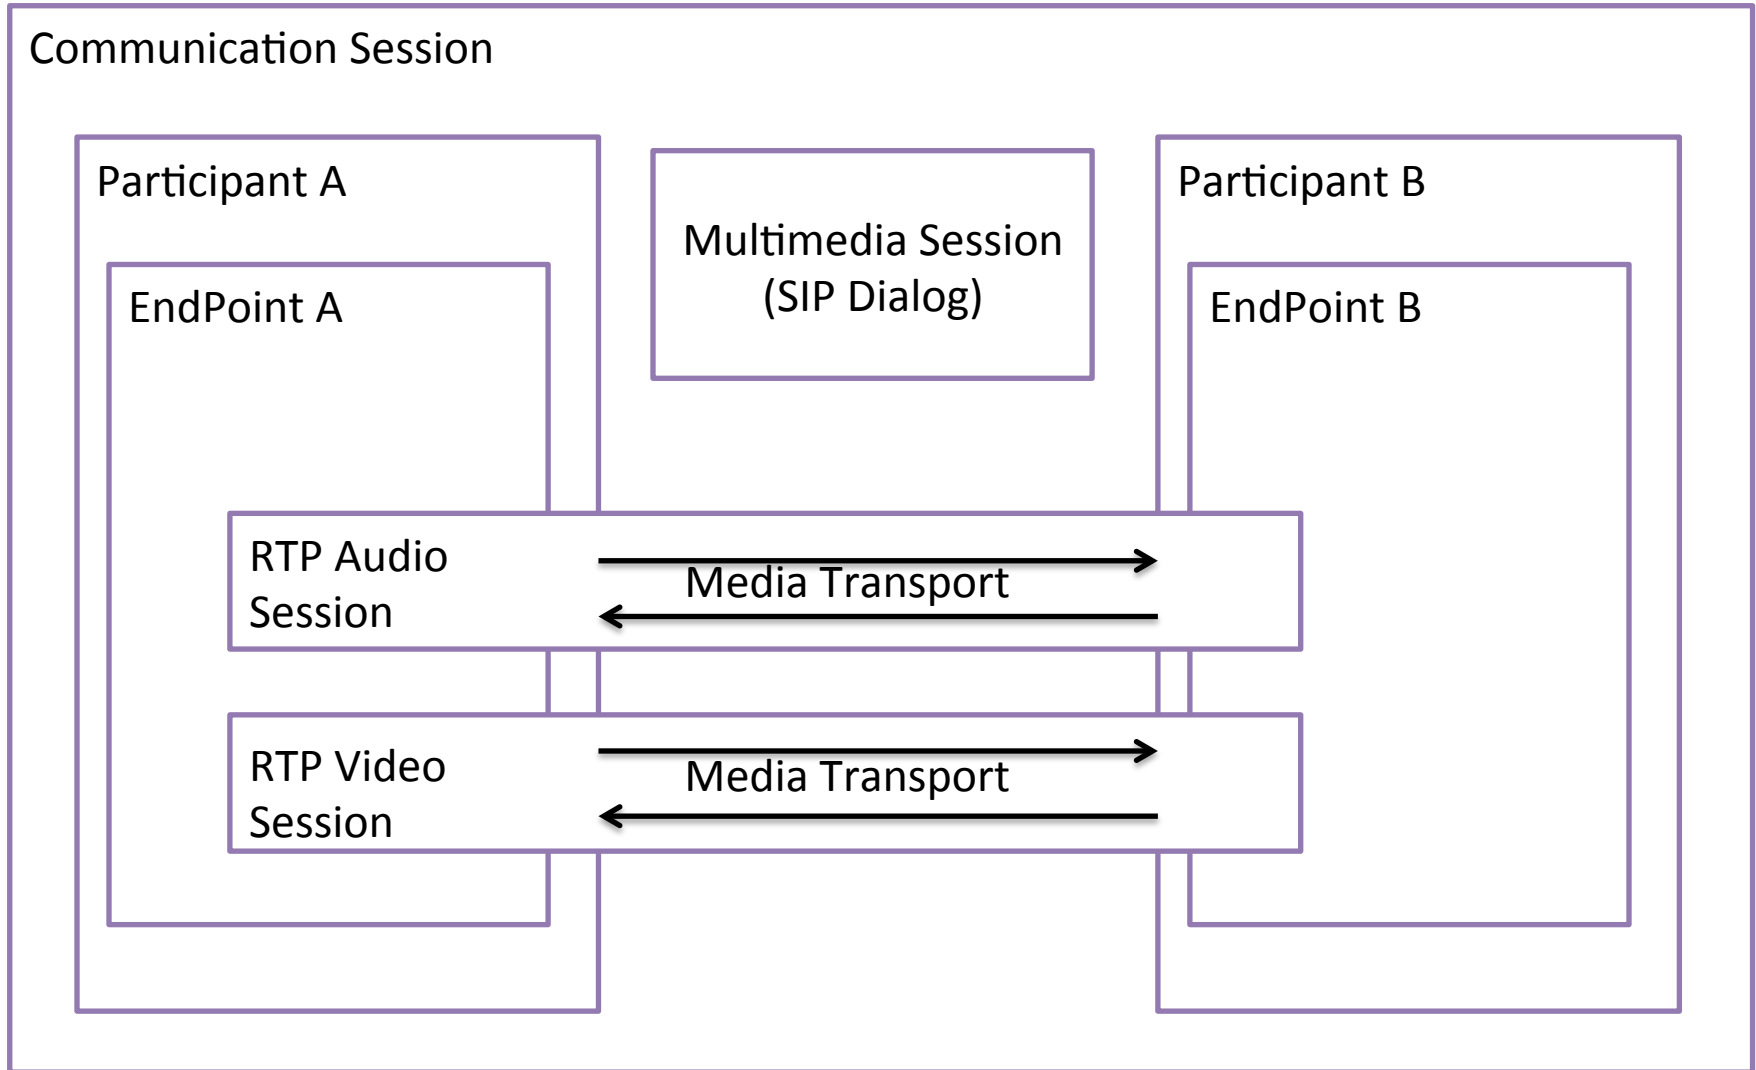 Communication Session
Participant A
Multimedia Session
(SIP Dialog)
Participant B
EndPoint A
EndPoint B
RTP Audio
Session
Media Transport
RTP Video
Session
Media Transport